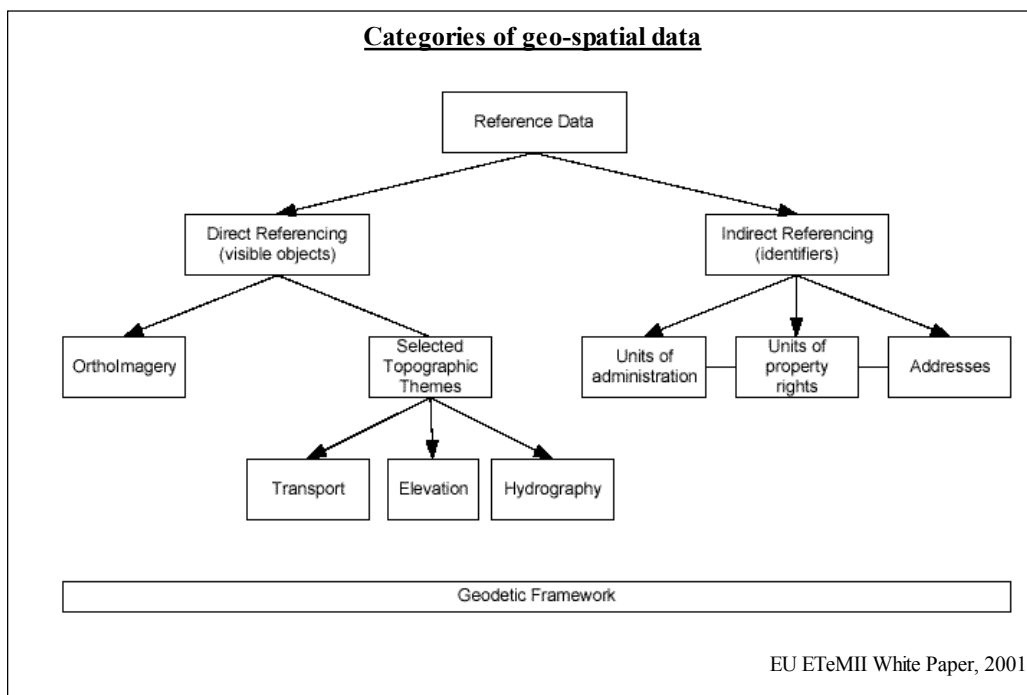 Categories of geo-spatial data
Reference Data
Direct Referencing
(visible objects)
Indirect Referencing
(identifiers)
OrthoImagery
Selected
Topographic
Themes
Units of
administration
Units of
property
rights
Addresses
Transport
Elevation
Hydrography
Geodetic Framework
EU ETeMII White Paper, 2001